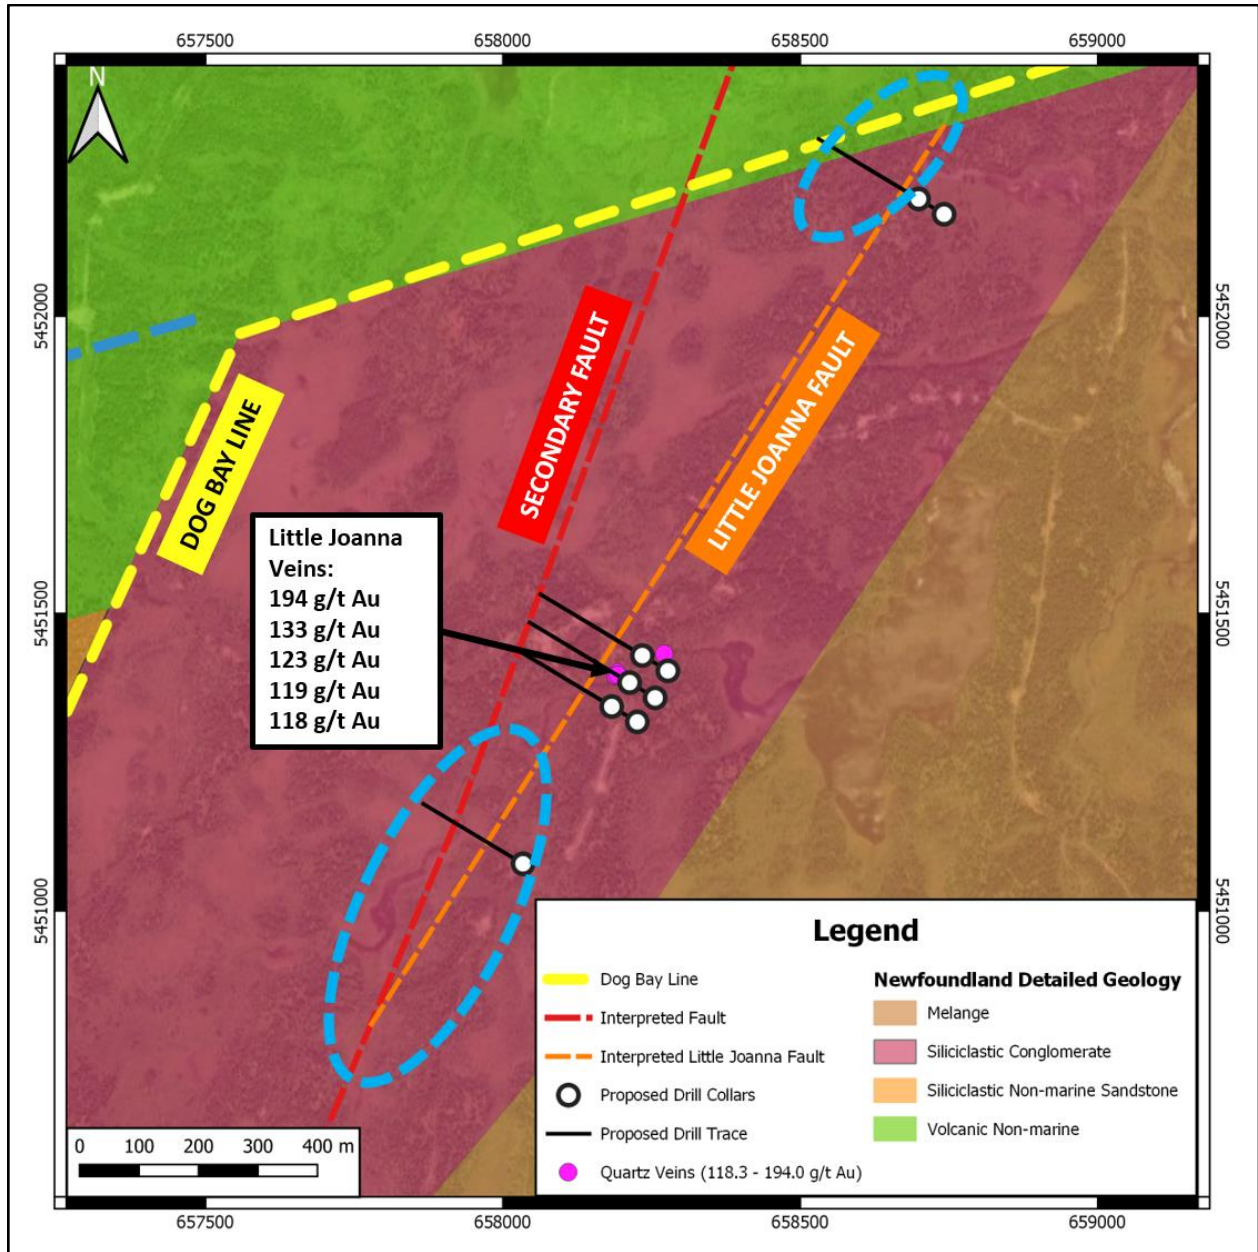 657500 658000 658500 659000
N
5452000
5452000
DOG BAY LINE
SECONDARY FAULT
LITTLE JOANNA FAULT
Little Joanna
Veins:
194 g/t Au
133 g/t Au
123 g/t Au
119 g/t Au
118 g/t Au
5451500
5451500
5451000
5451000
Legend
Dog Bay Line
Interpreted Fault
Interpreted Little Joanna Fault
Proposed Drill Collars
Proposed Drill Trace
Quartz Veins (118.3 - 194.0 g/t Au)
Newfoundland Detailed Geology
Melange
Siliciclastic Conglomerate
Siliciclastic Non-marine Sandstone
Volcanic Non-marine
0 100 200 300 400 m
657500 658000 658500 659000